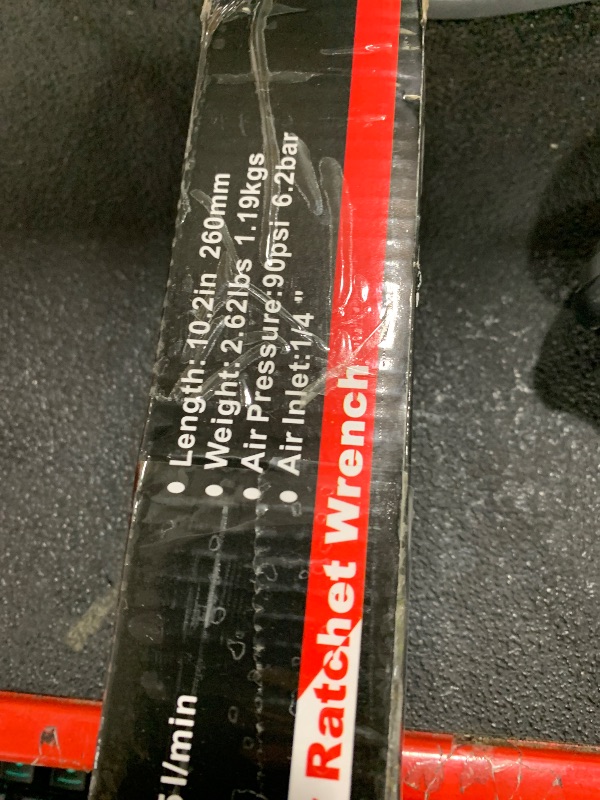 ● Length: 10.2in 260mm
● Weight: 2.62lbs 1.19kgs
● Air Pressure:90psi 6.2bar
● Air Inlet:1/4 "
l/min
Ratchet Wrench